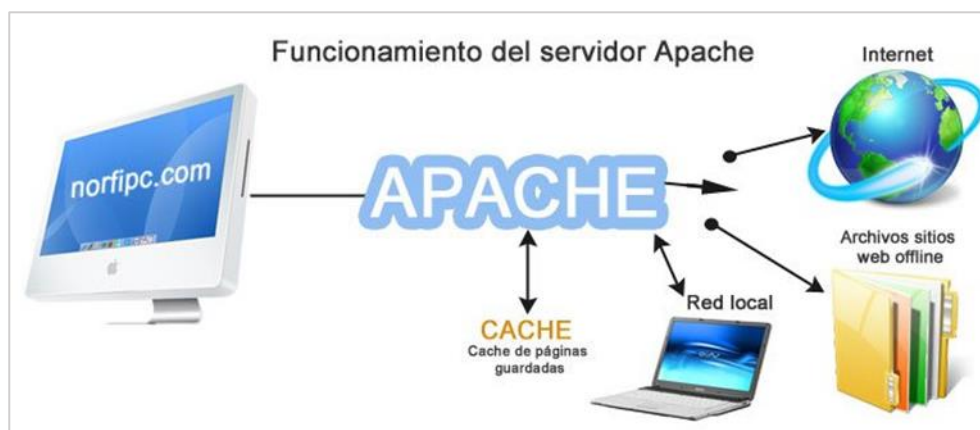 Funcionamiento del servidor Apache
Internet
norfipc.com
APACHE
Archivos sitios
web offline
Red local
CACHE
Cache de páginas
guardadas